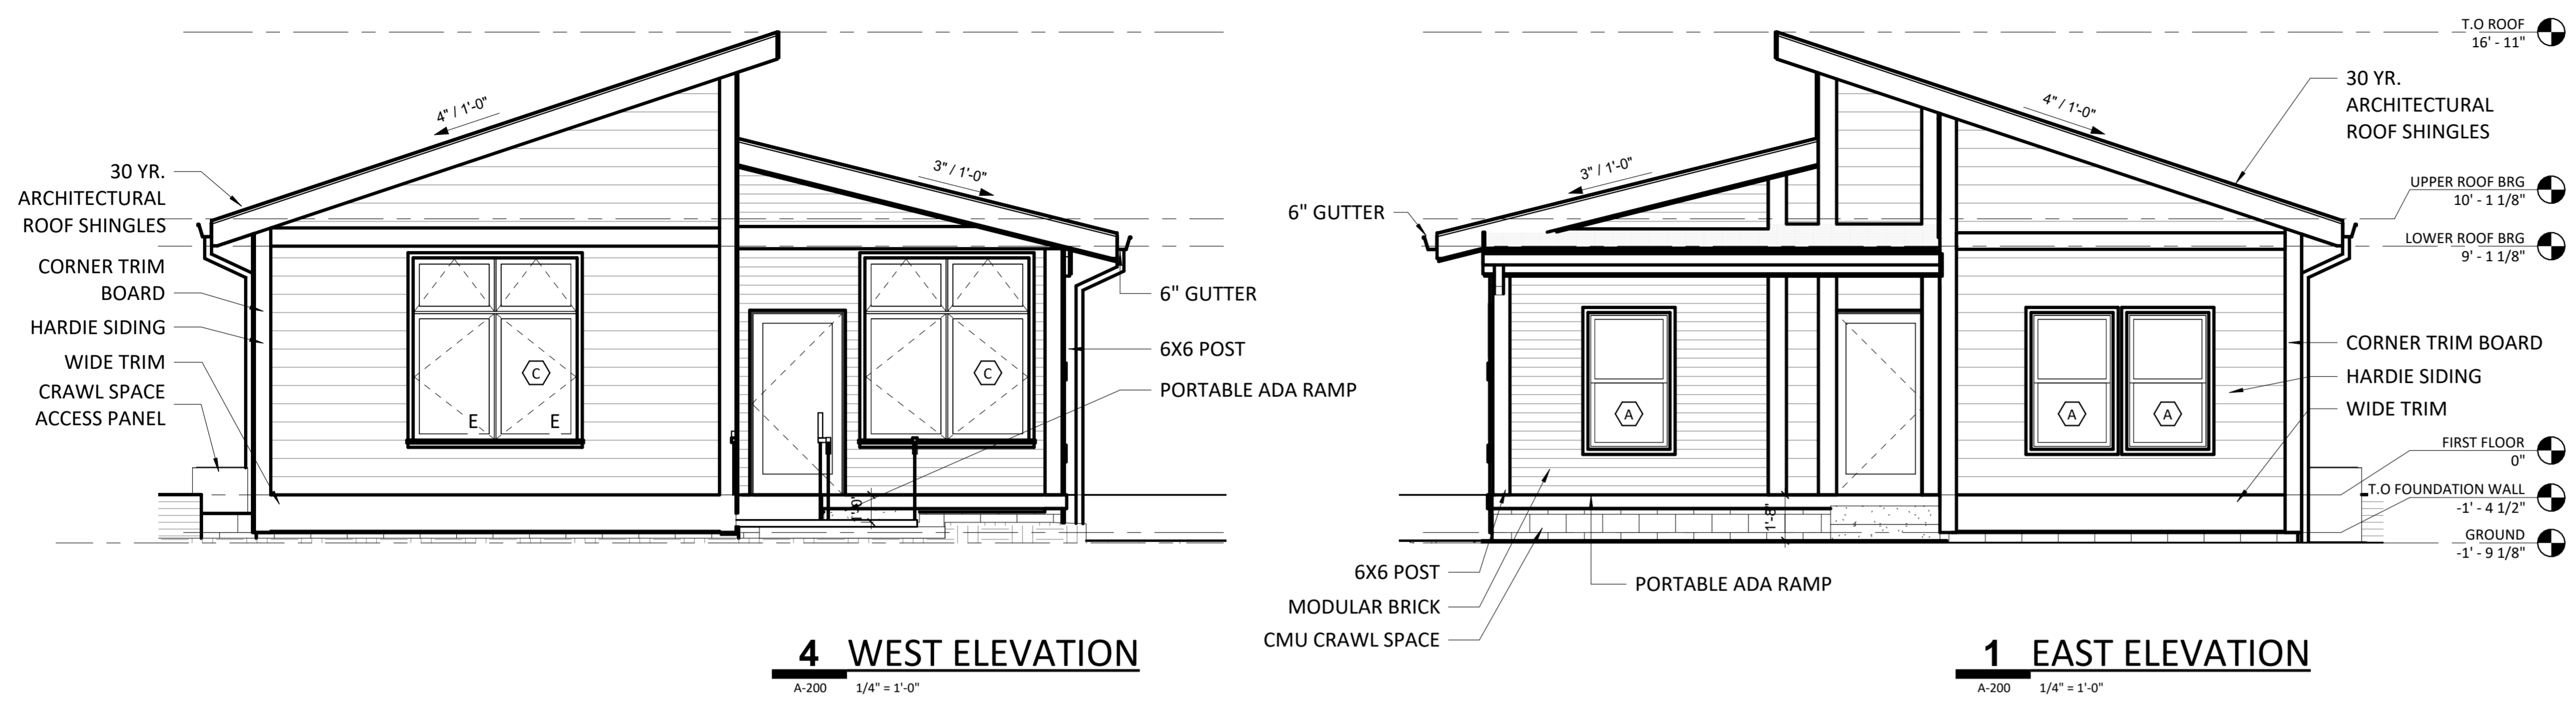 4" / 1'-0"
3" / 1'-0"
30 YR.
ARCHITECTURAL
ROOF SHINGLES
CORNER TRIM
BOARD
HARDIE SIDING
WIDE TRIM
CRAWL SPACE
ACCESS PANEL
C
E
E
C
1'-0"
6" GUTTER
6X6 POST
PORTABLE ADA RAMP
4 WEST ELEVATION
A-200 1/4" = 1'-0"
4" / 1'-0"
3" / 1'-0"
6" GUTTER
A
A
A
1'-8"
6X6 POST
MODULAR BRICK
CMU CRAWL SPACE
PORTABLE ADA RAMP
30 YR.
ARCHITECTURAL
ROOF SHINGLES
CORNER TRIM BOARD
HARDIE SIDING
WIDE TRIM
T.O ROOF
16' - 11"
UPPER ROOF BRG
10' - 1 1/8"
LOWER ROOF BRG
9' - 1 1/8"
FIRST FLOOR
0"
T.O FOUNDATION WALL
-1' - 4 1/2"
GROUND
-1' - 9 1/8"
1 EAST ELEVATION
A-200 1/4" = 1'-0"